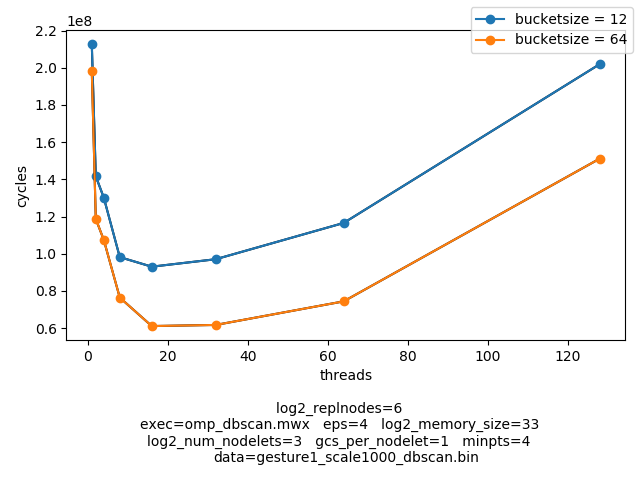 1e8
bucketsize = 12
bucketsize = 64
2.2
2.0
1.8
1.6
1.4
1.2
1.0
0.8
0.6
cycles
0 20 40 60 80 100 120
threads
log2_replnodes=6
exec=omp_dbscan.mwx eps=4 log2_memory_size=33
log2_num_nodelets=3 gcs_per_nodelet=1 minpts=4
data=gesture1_scale1000_dbscan.bin